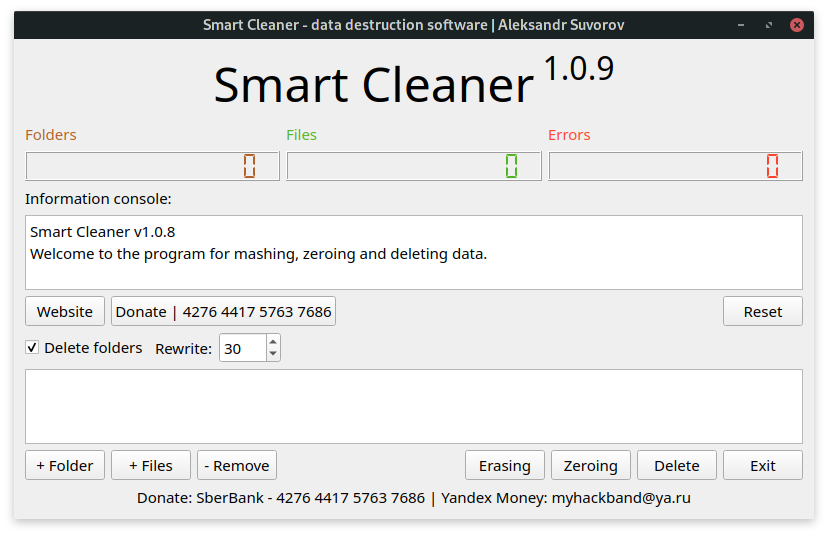 Smart Cleaner - data destruction software | Aleksandr Suvorov
Smart Cleaner 1.0.9
Folders Files Errors
0 0 0
Information console:
Smart Cleaner v1.0.8
Welcome to the program for mashing, zeroing and deleting data.
Website Donate | 4276 4417 5763 7686 Reset
Delete folders Rewrite: 30
+ Folder + Files - Remove Erasing Zeroing Delete Exit
Donate: SberBank - 4276 4417 5763 7686 | Yandex Money: myhackband@ya.ru